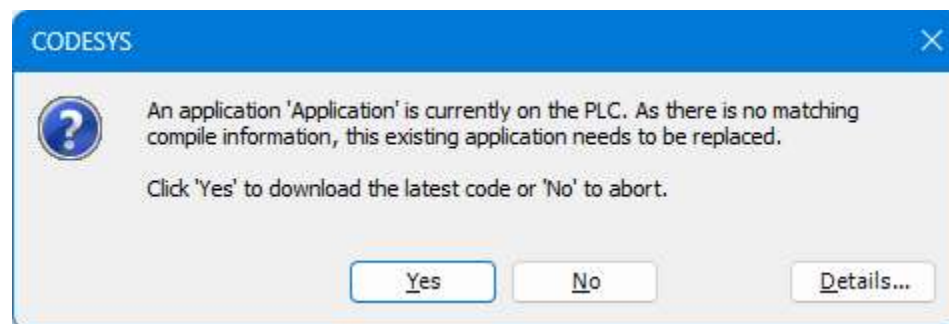 CODESYS
An application 'Application' is currently on the PLC. As there is no matching
compile information, this existing application needs to be replaced.
Click 'Yes' to download the latest code or 'No' to abort.
Yes
No
Details...